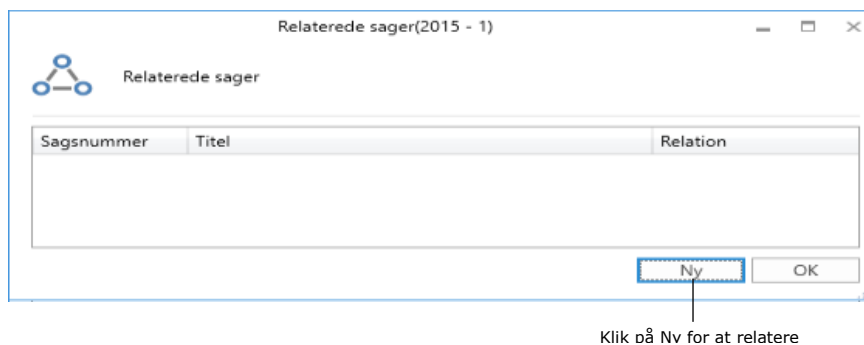 Relaterede sager(2015 - 1)
Relaterede sager
Sagsnummer Titel Relation
Ny OK
Klik på Ny for at relatere